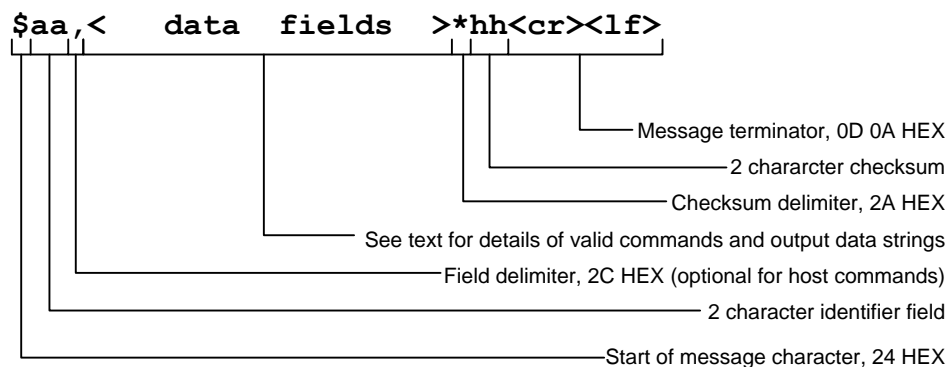 $aa,< data fields >*hh<cr><lf>
Message terminator, 0D 0A HEX
2 chararcter checksum
Checksum delimiter, 2A HEX
See text for details of valid commands and output data strings
Field delimiter, 2C HEX (optional for host commands)
2 character identifier field
Start of message character, 24 HEX